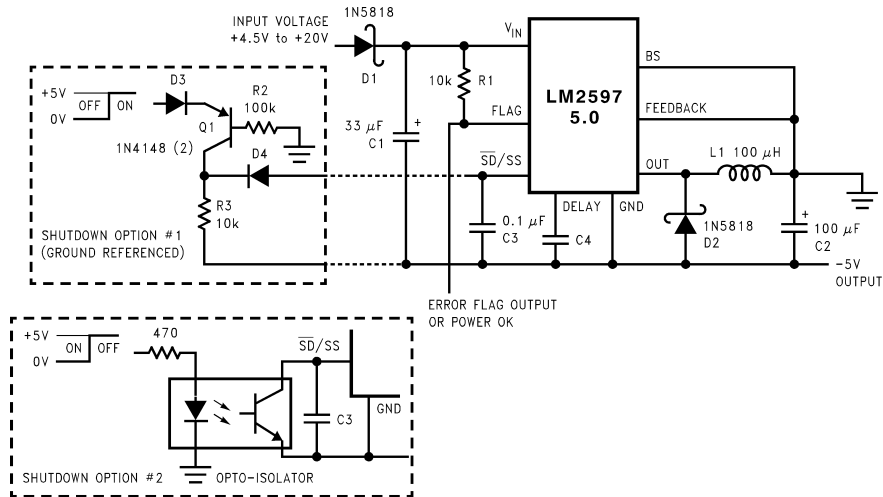 1N5818
INPUT VOLTAGE
+4.5V to +20V
D1
VIN
BS
10k R1
FLAG
LM2597
5.0
FEEDBACK
+5V
0V
OFF ON
D3
R2
100k
Q1
1N4148 (2)
D4
33 μF
C1
+
SD/SS
OUT
L1 100 μH
R3
10k
0.1 μF
C3
DELAY
GND
C4
1N5818
D2
+
100 μF
C2
SHUTDOWN OPTION #1
(GROUND REFERENCED)
-5V
OUTPUT
ERROR FLAG OUTPUT
OR POWER OK
+5V
0V
ON OFF
470
SD/SS
C3
GND
SHUTDOWN OPTION #2
OPTO-ISOLATOR